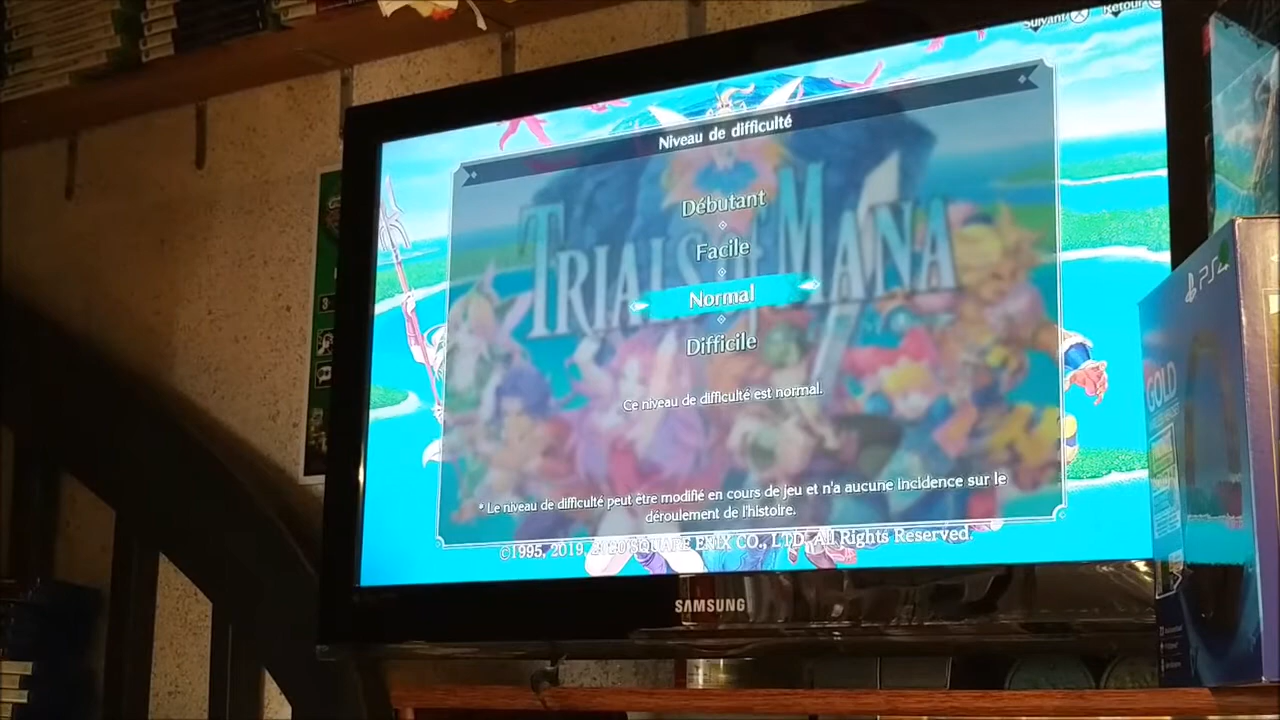 Suivant Retour
Niveau de difficulté
TRIALS of MANA
Débutant
Facile
Normal
Difficile
Ce niveau de difficulté est normal.
* Le niveau de difficulté peut être modifié en cours de jeu et n'a aucune incidence sur le
déroulement de l'histoire.
©1995, 2019, 2020 SQUARE ENIX CO., LTD. All Rights Reserved.
SAMSUNG
PS4
GOLD